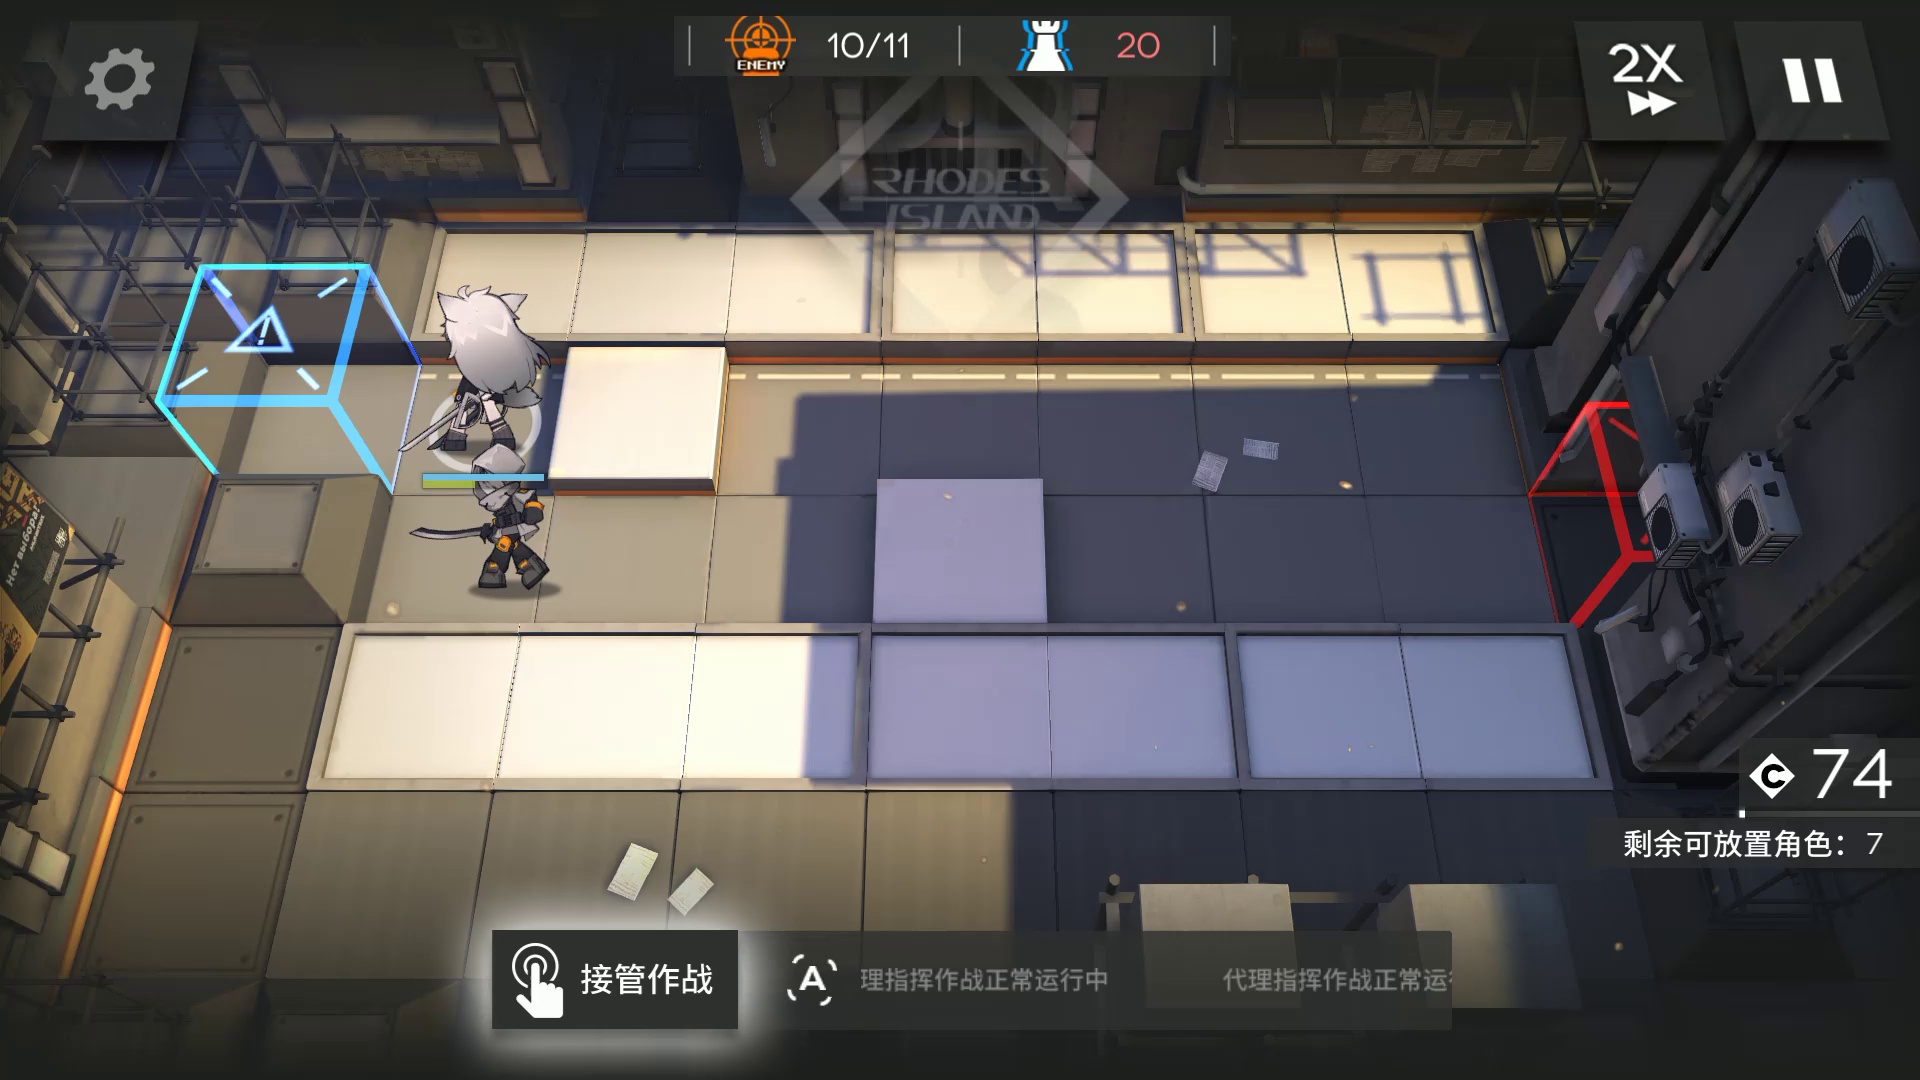 ENEMY
10/11
20
2X
RHODES
ISLAND
Нет выбора!
74
剩余可放置角色：7
接管作战
A 理指挥作战正常运行中 代理指挥作战正常运